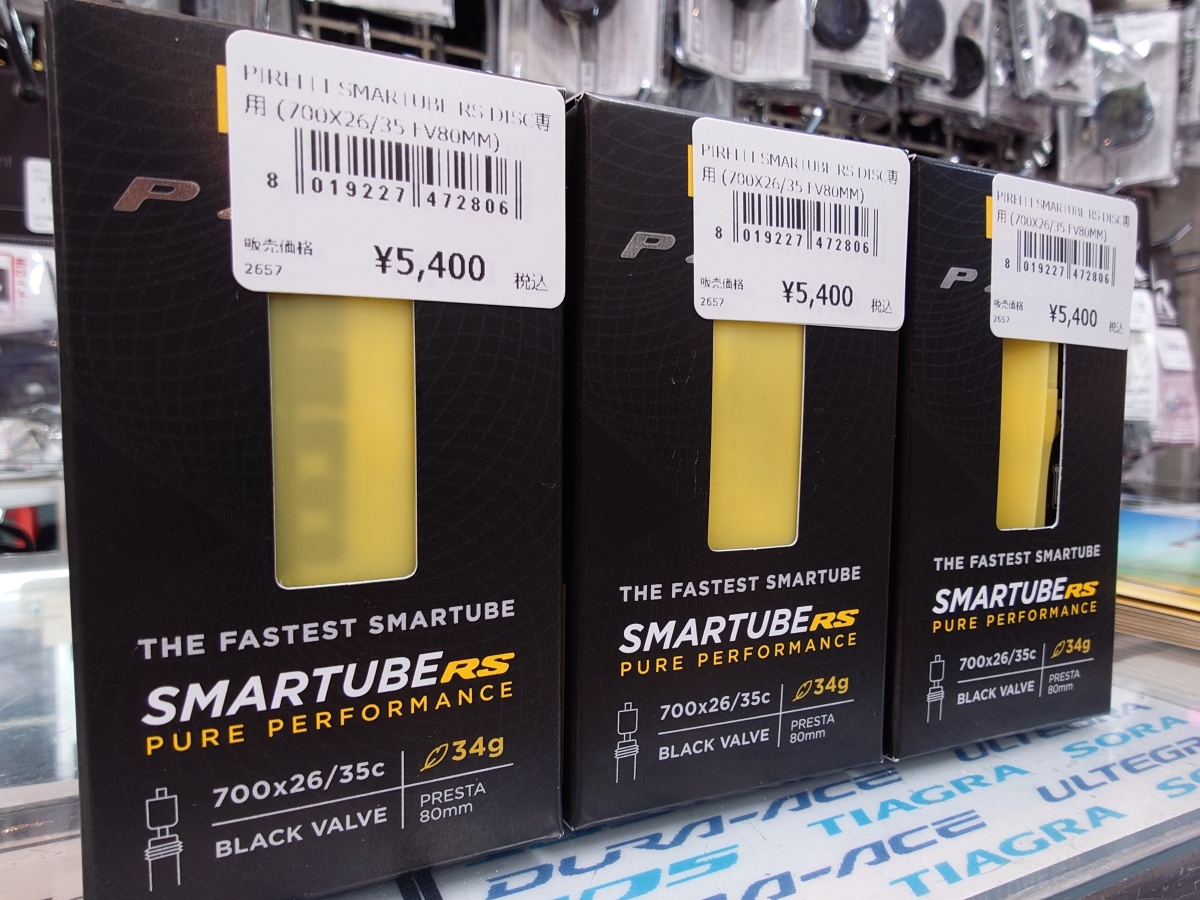 PIRELLI SMARTUBE RS DISC専
用 (700X26/35 FV80MM)
8 019227 472806
販売価格
2657
¥5,400 税込
P
THE FASTEST SMARTUBE
SMARTUBE RS
PURE PERFORMANCE
700x26/35c
34g
BLACK VALVE
PRESTA
80mm
PIRELLI SMARTUBE RS DISC専
用 (700X26/35 FV80MM)
8 019227 472806
販売価格
2657
¥5,400 税込
P
THE FASTEST SMARTUBE
SMARTUBE RS
PURE PERFORMANCE
700x26/35c
34g
BLACK VALVE
PRESTA
80mm
PIRELLI SMARTUBE RS DISC専
用 (700X26/35 FV80MM)
8 019227 472806
販売価格
2657
¥5,400 税込
P
THE FASTEST SMARTUBE
SMARTUBE RS
PURE PERFORMANCE
700x26/35c
34g
BLACK VALVE
PRESTA
80mm
ULTEGRA SORA
DURA-ACE TIAGRA ULTEGRA
105 DURA-ACE TIAGRA